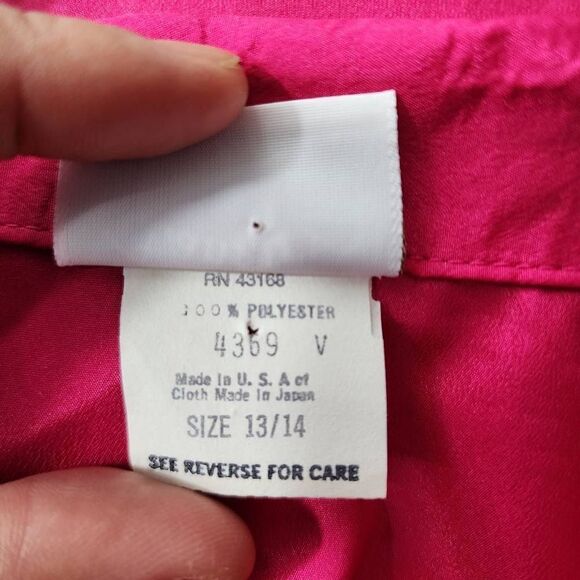 RN 43168
100% POLYESTER
4369 V
Made in U. S. A of
Cloth Made in Japan
SIZE 13/14
SEE REVERSE FOR CARE